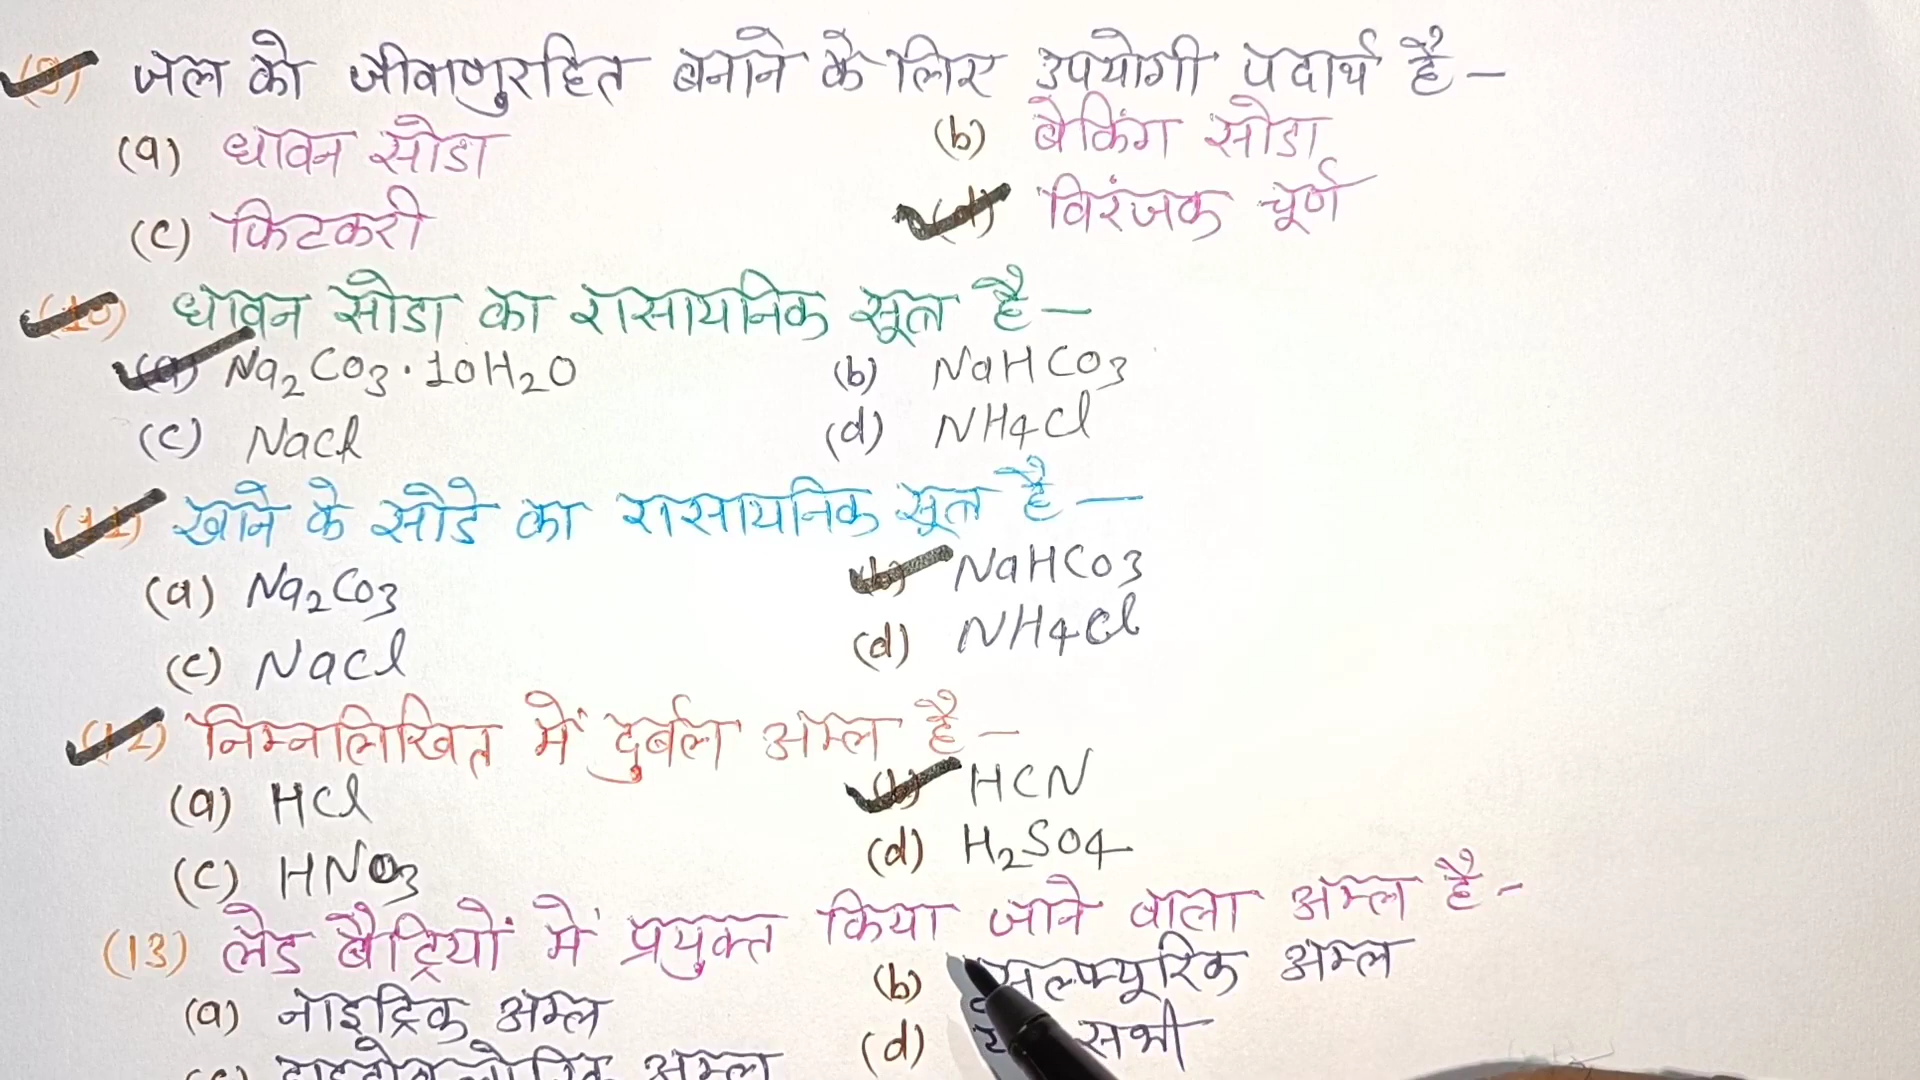 (9) जल को जीवाणुरहित बनाने के लिए उपयोगी पदार्थ है -
(a) धावन सोडा (b) बेकिंग सोडा
(c) फिटकरी (d) विरंजक चूर्ण
(10) धावन सोडा का रासायनिक सूत्र है -
(a) Na2CO3.10H2O (b) NaHCO3
(c) NaCl (d) NH4Cl
(11) खाने के सोडे का रासायनिक सूत्र है -
(a) Na2CO3 (b) NaHCO3
(c) NaCl (d) NH4Cl
(12) निम्नलिखित में दुर्बल अम्ल है -
(a) HCl (b) HCN
(c) HNO3 (d) H2SO4
(13) लेड बैट्रियों में प्रयुक्त किया जाने वाला अम्ल है -
(a) नाइट्रिक अम्ल (b) सल्फ्यूरिक अम्ल
(d) सभी
अम्ल